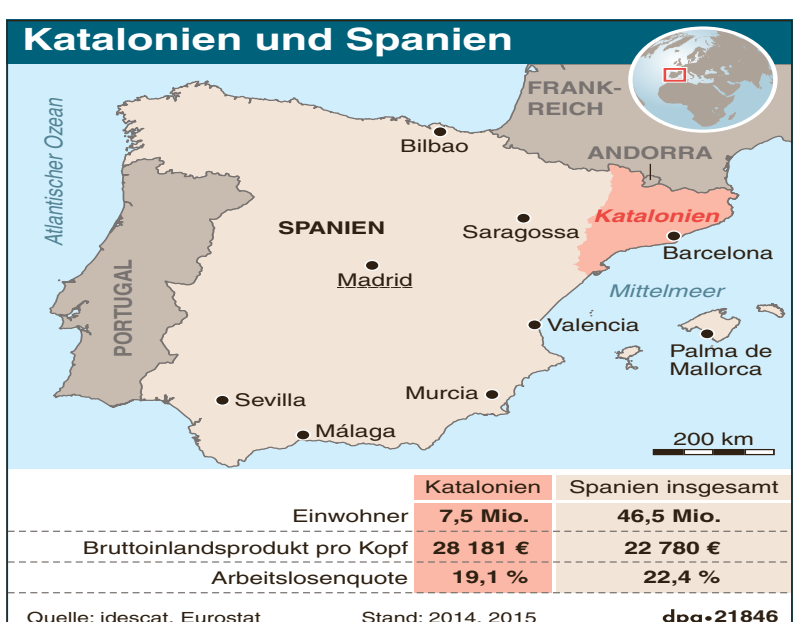 Katalonien und Spanien
Atlantischer Ozean
FRANK-
REICH
Bilbao
ANDORRA
SPANIEN
Saragossa
Katalonien
Barcelona
Madrid
PORTUGAL
Mittelmeer
Valencia
Palma de
Mallorca
Sevilla
Murcia
Málaga
200 km
Katalonien Spanien insgesamt
Einwohner 7,5 Mio. 46,5 Mio.
Bruttoinlandsprodukt pro Kopf 28 181 € 22 780 €
Arbeitslosenquote 19,1 % 22,4 %
Quelle: idescat, Eurostat Stand: 2014, 2015 dpa•21846